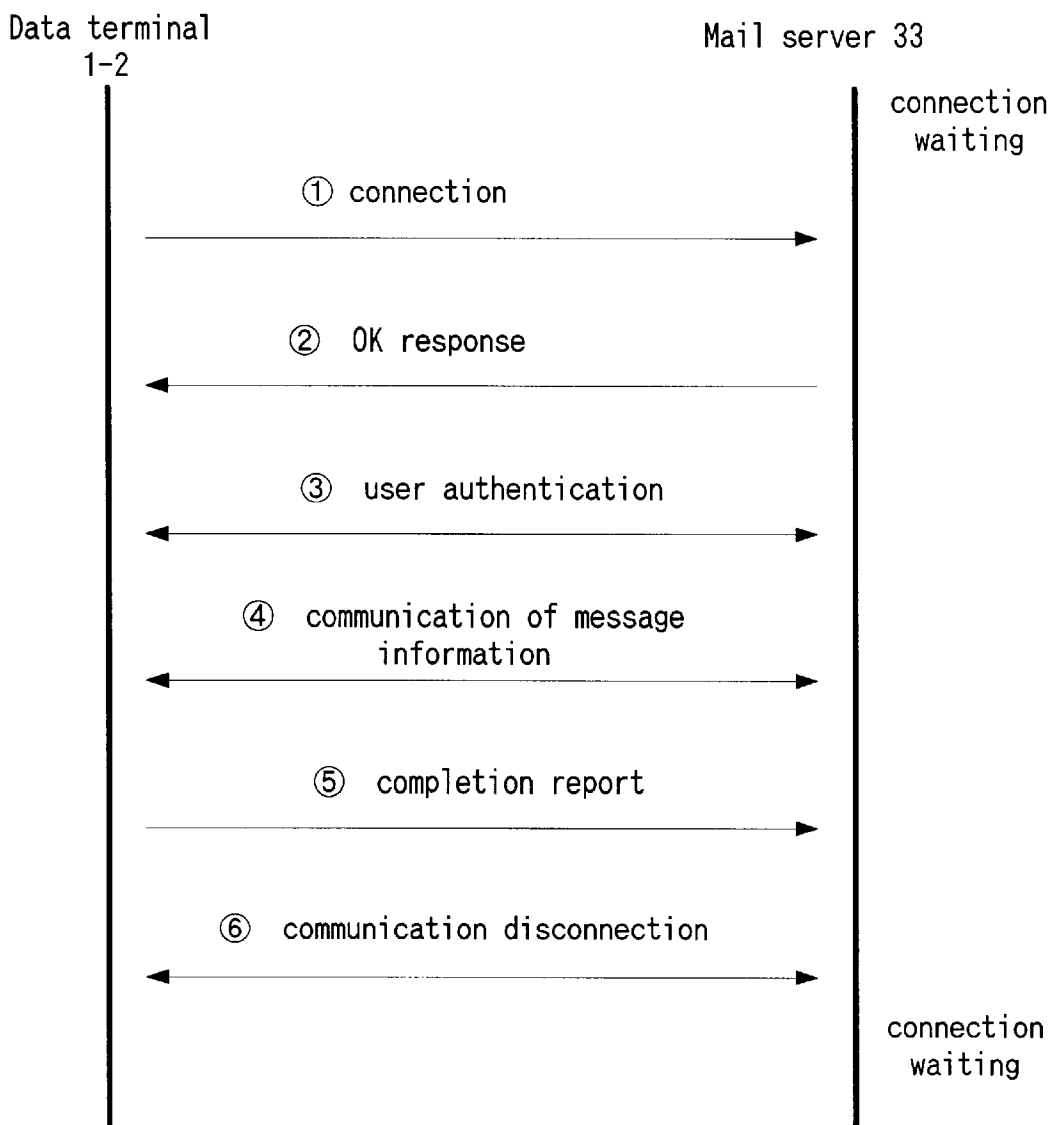 Data terminal
1-2
Mail server 33
connection
waiting
① connection
② OK response
③ user authentication
④ communication of message
information
⑤ completion report
⑥ communication disconnection
connection
waiting